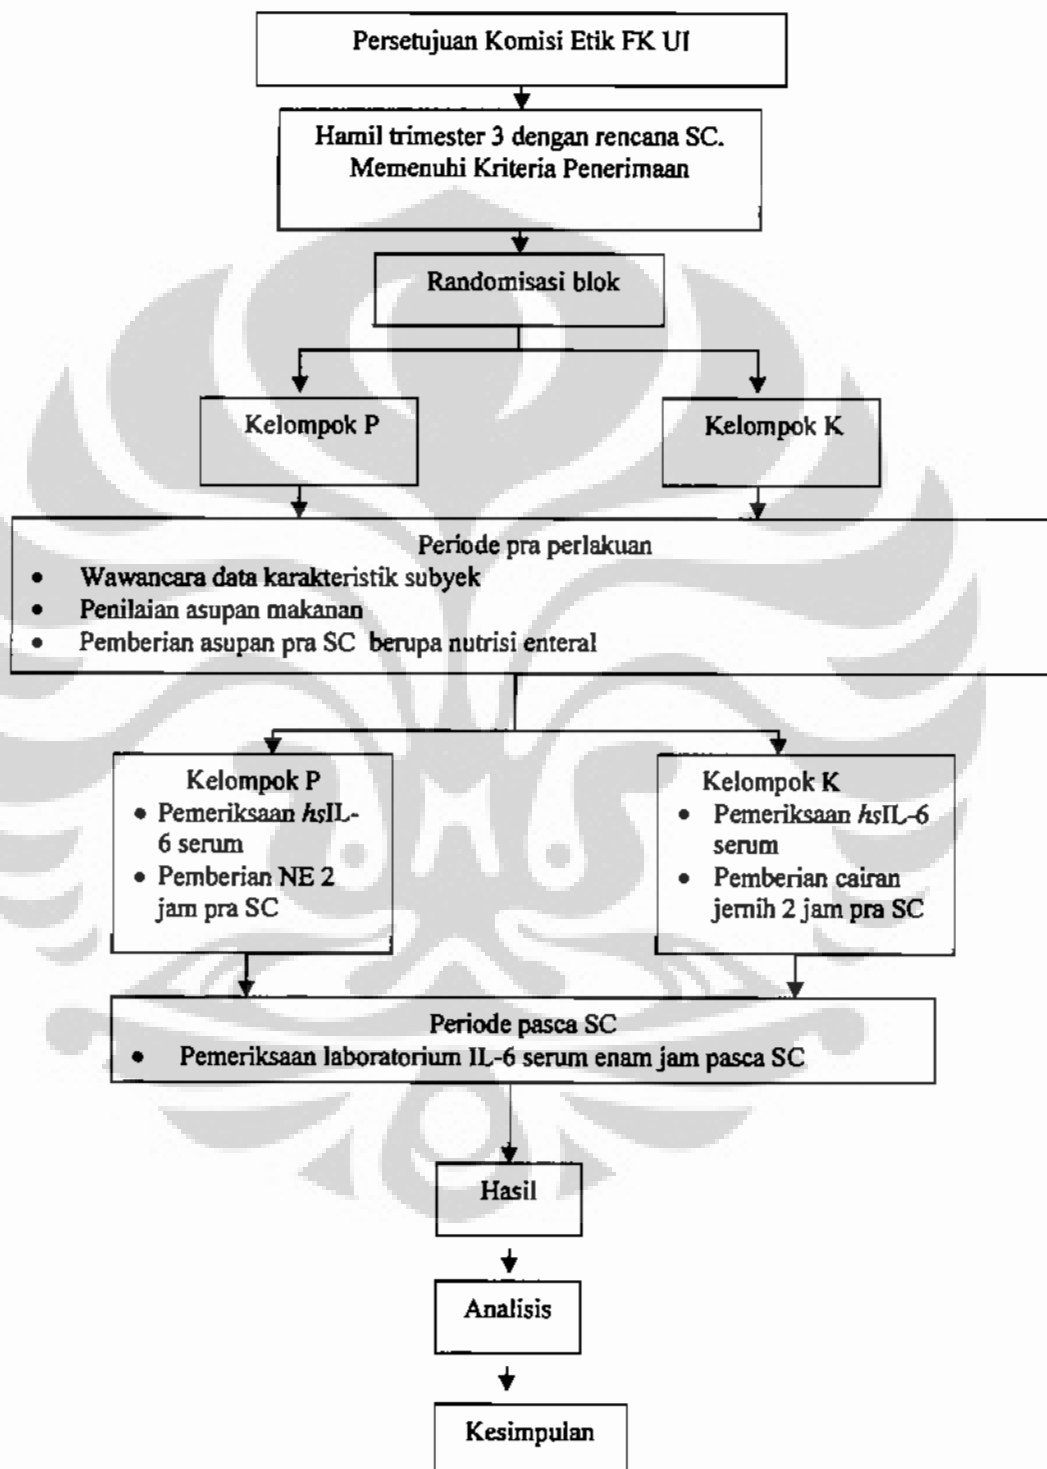 Persetujuan Komisi Etik FK UI
Hamil trimester 3 dengan rencana SC.
Memenuhi Kriteria Penerimaan
Randomisasi blok
Kelompok P
Kelompok K
Periode pra perlakuan
• Wawancara data karakteristik subyek
• Penilaian asupan makanan
• Pemberian asupan pra SC berupa nutrisi enteral
Kelompok P
• Pemeriksaan hsIL-
6 serum
• Pemberian NE 2
jam pra SC
Kelompok K
• Pemeriksaan hsIL-6
serum
• Pemberian cairan
jernih 2 jam pra SC
Periode pasca SC
• Pemeriksaan laboratorium IL-6 serum enam jam pasca SC
Hasil
Analisis
Kesimpulan